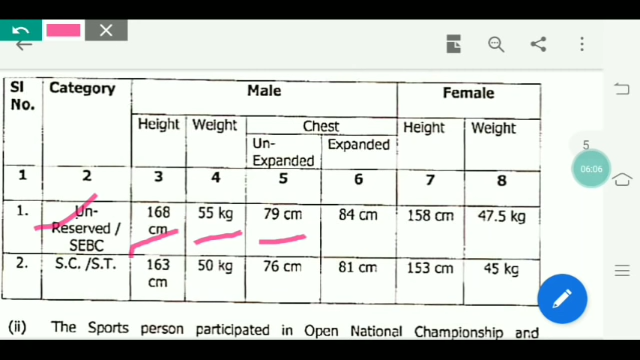 5
06:06
Sl No. Category Male Female
Height Weight Chest Height Weight
Un-Expanded Expanded
1 2 3 4 5 6 7 8
1. Un-Reserved / SEBC 168 cm 55 kg 79 cm 84 cm 158 cm 47.5 kg
2. S.C. /S.T. 163 cm 50 kg 76 cm 81 cm 153 cm 45 kg
(ii) The Sports person participated in Open National Championship and